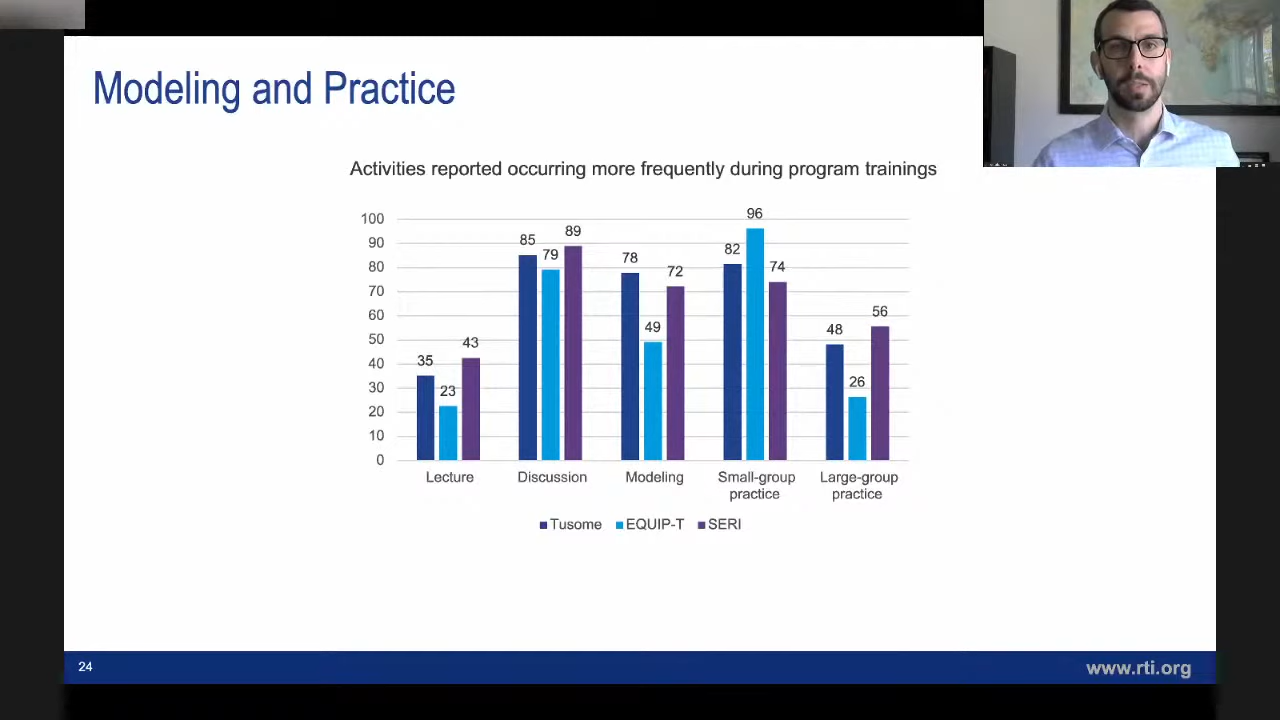 Modeling and Practice
Activities reported occurring more frequently during program trainings
100
90
80
70
60
50
40
30
20
10
0
35
23
43
85
79
89
78
49
72
82
96
74
48
26
56
Lecture
Discussion
Modeling
Small-group
practice
Large-group
practice
Tusome
EQUIP-T
SERI
24
www.rti.org